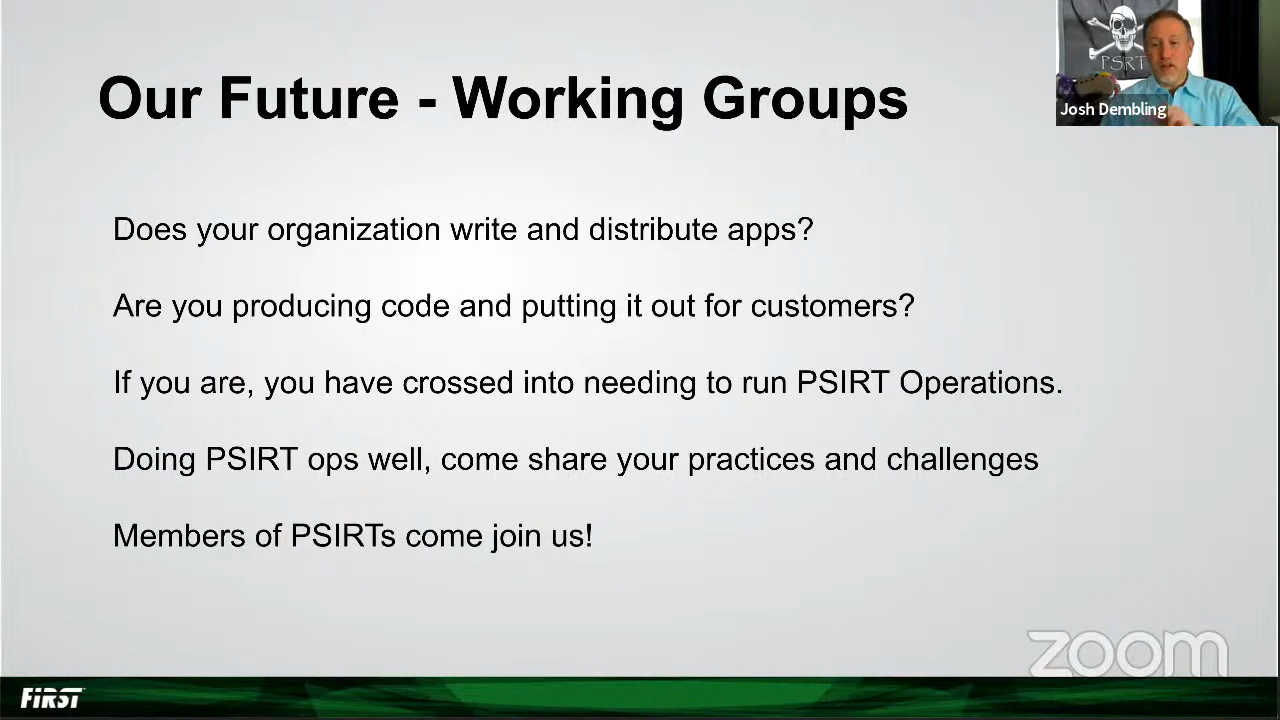 Our Future - Working Groups
PSRT
Josh Dembling
Does your organization write and distribute apps?
Are you producing code and putting it out for customers?
If you are, you have crossed into needing to run PSIRT Operations.
Doing PSIRT ops well, come share your practices and challenges
Members of PSIRTs come join us!
zoom
FiRST